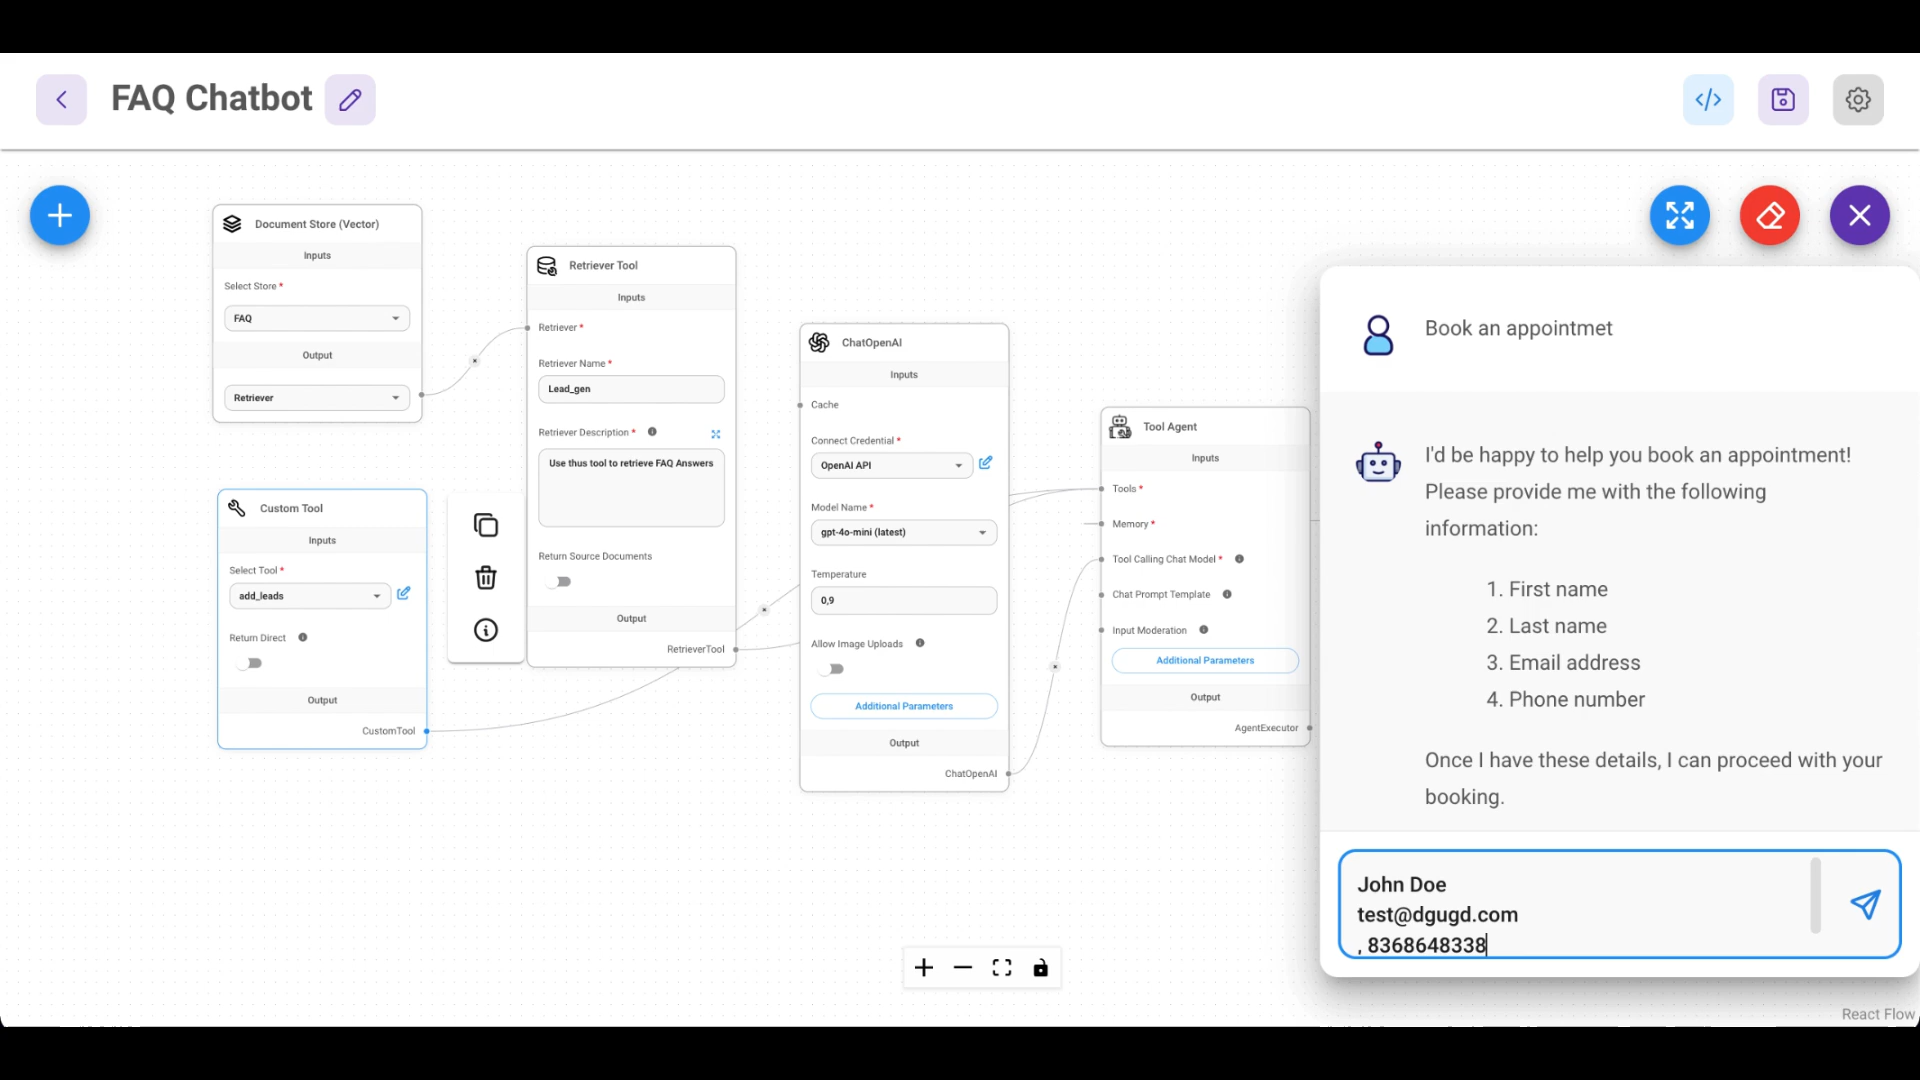 FAQ Chatbot
Document Store (Vector)
Inputs
Select Store *
FAQ
Output
Retriever
Custom Tool
Inputs
Select Tool *
add_leads
Return Direct
Output
CustomTool
Retriever Tool
Inputs
Retriever *
Retriever Name *
Lead_gen
Retriever Description *
Use thus tool to retrieve FAQ Answers
Return Source Documents
Output
RetrieverTool
ChatOpenAI
Inputs
Cache
Connect Credential *
OpenAI API
Model Name *
gpt-4o-mini (latest)
Temperature
0,9
Allow Image Uploads
Additional Parameters
Output
ChatOpenAI
Tool Agent
Inputs
Tools *
Memory *
Tool Calling Chat Model *
Chat Prompt Template
Input Moderation
Additional Parameters
Output
AgentExecutor
Book an appointmet
I'd be happy to help you book an appointment!
Please provide me with the following
information:
1. First name
2. Last name
3. Email address
4. Phone number
Once I have these details, I can proceed with your
booking.
John Doe
test@dgugd.com
, 8368648338
React Flow